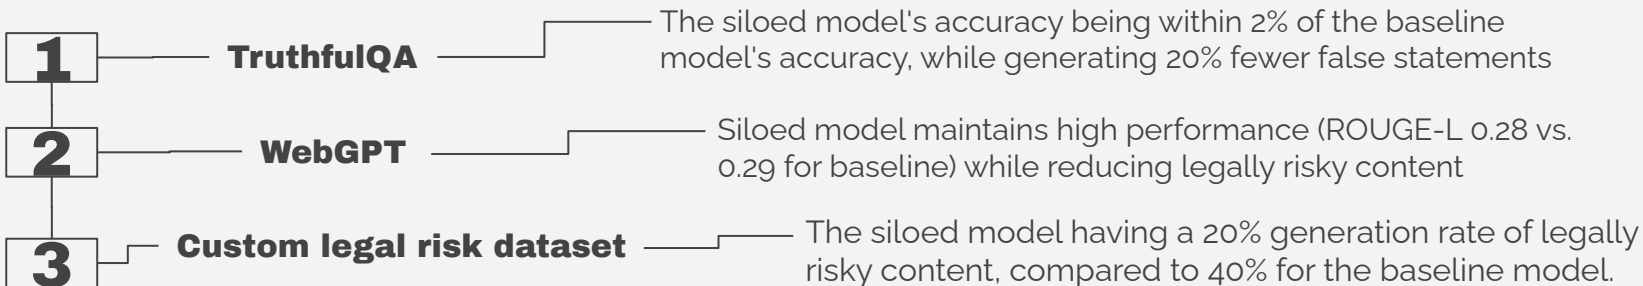 1
TruthfulQA
The siloed model's accuracy being within 2% of the baseline
model's accuracy, while generating 20% fewer false statements
2
WebGPT
Siloed model maintains high performance (ROUGE-L 0.28 vs.
0.29 for baseline) while reducing legally risky content
3
Custom legal risk dataset
The siloed model having a 20% generation rate of legally
risky content, compared to 40% for the baseline model.